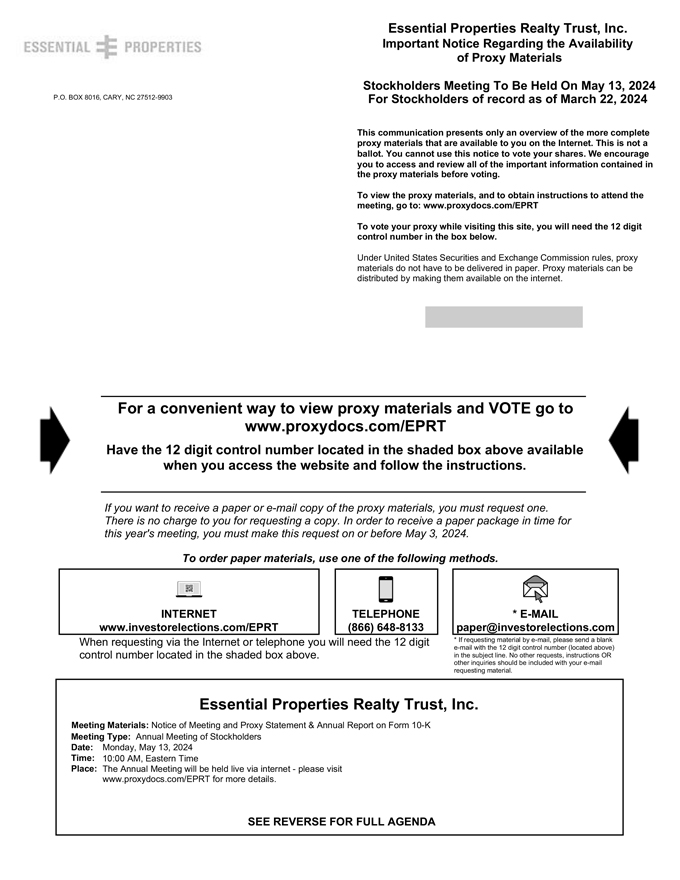 ESSENTIAL PROPERTIES
P.O. BOX 8016, CARY, NC 27512-9903
Essential Properties Realty Trust, Inc.
Important Notice Regarding the Availability
of Proxy Materials
Stockholders Meeting To Be Held On May 13, 2024
For Stockholders of record as of March 22, 2024
This communication presents only an overview of the more complete
proxy materials that are available to you on the Internet. This is not a
ballot. You cannot use this notice to vote your shares. We encourage
you to access and review all of the important information contained in
the proxy materials before voting.
To view the proxy materials, and to obtain instructions to attend the
meeting, go to: www.proxydocs.com/EPRT
To vote your proxy while visiting this site, you will need the 12 digit
control number in the box below.
Under United States Securities and Exchange Commission rules, proxy
materials do not have to be delivered in paper. Proxy materials can be
distributed by making them available on the internet.
For a convenient way to view proxy materials and VOTE go to
www.proxydocs.com/EPRT
Have the 12 digit control number located in the shaded box above available
when you access the website and follow the instructions.
If you want to receive a paper or e-mail copy of the proxy materials, you must request one.
There is no charge to you for requesting a copy. In order to receive a paper package in time for
this year's meeting, you must make this request on or before May 3, 2024.
To order paper materials, use one of the following methods.
INTERNET
www.investorelections.com/EPRT
TELEPHONE
(866) 648-8133
* E-MAIL
paper@investorelections.com
When requesting via the Internet or telephone you will need the 12 digit
control number located in the shaded box above.
* If requesting material by e-mail, please send a blank
e-mail with the 12 digit control number (located above)
in the subject line. No other requests, instructions OR
other inquiries should be included with your e-mail
requesting material.
Essential Properties Realty Trust, Inc.
Meeting Materials: Notice of Meeting and Proxy Statement & Annual Report on Form 10-K
Meeting Type: Annual Meeting of Stockholders
Date: Monday, May 13, 2024
Time: 10:00 AM, Eastern Time
Place: The Annual Meeting will be held live via internet - please visit
www.proxydocs.com/EPRT for more details.
SEE REVERSE FOR FULL AGENDA